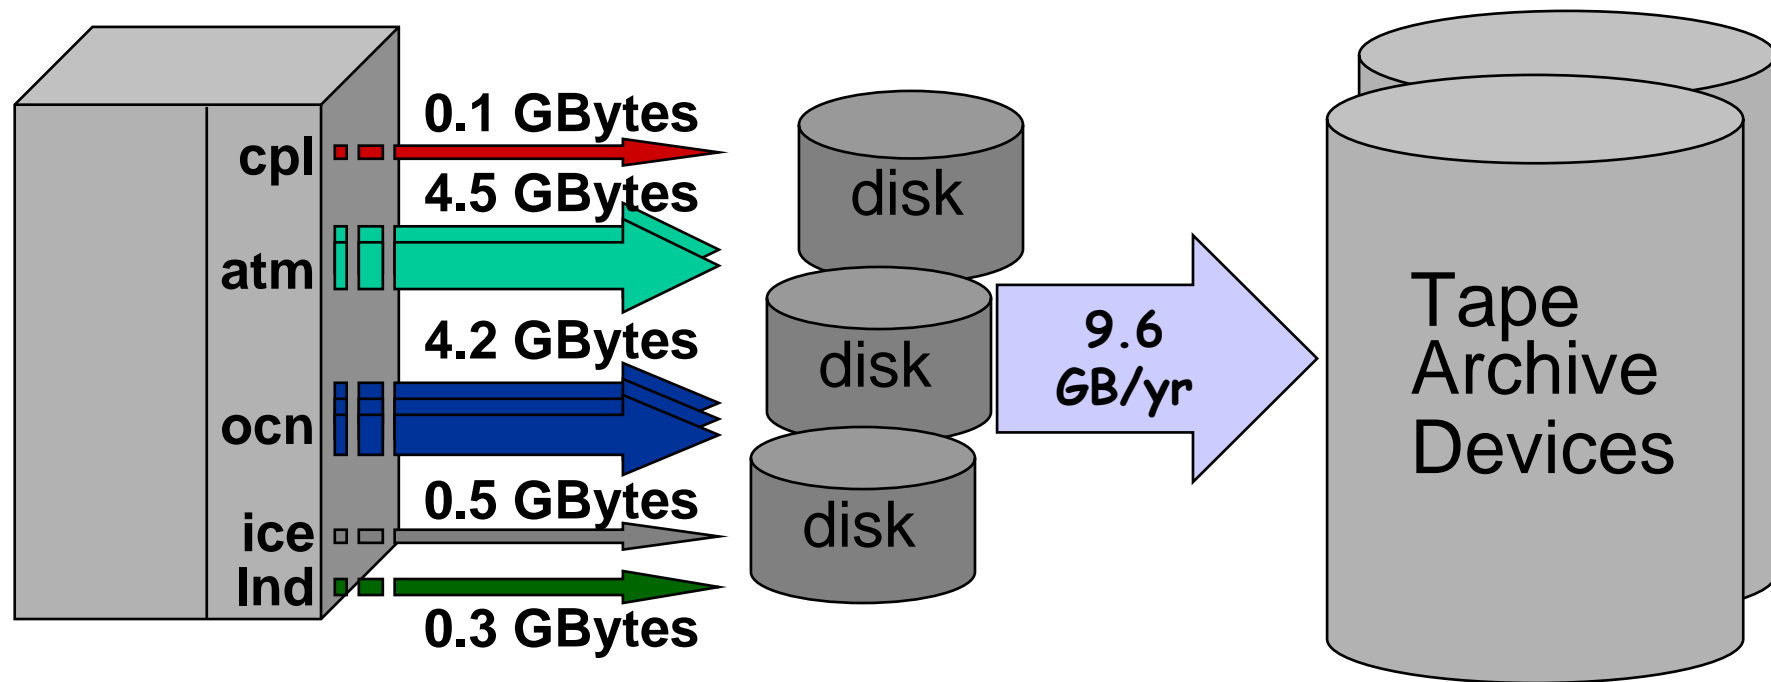 0.1 GBytes
cpl
4.5 GBytes
atm
4.2 GBytes
ocn
0.5 GBytes
ice
lnd
0.3 GBytes
disk
disk
disk
9.6
GB/yr
Tape
Archive
Devices